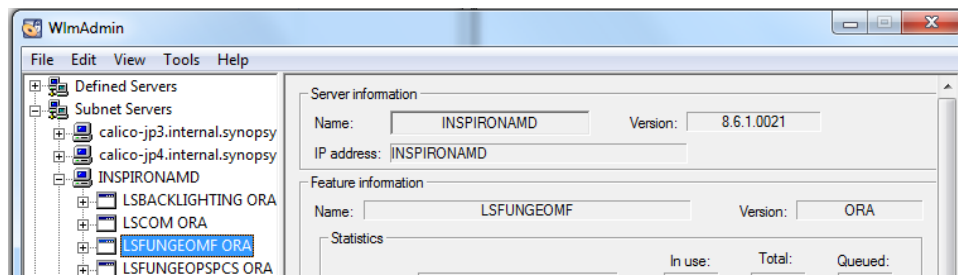 WlmAdmin
File Edit View Tools Help
Defined Servers
Subnet Servers
calico-jp3.internal.synopsy
calico-jp4.internal.synopsy
INSPIRONAMD
LSBACKLIGHTING ORA
LSCOM ORA
LSFUNGEOMF ORA
LSFUNGEOPSPCS ORA
Server information
Name: INSPIRONAMD Version: 8.6.1.0021
IP address: INSPIRONAMD
Feature information
Name: LSFUNGEOMF Version: ORA
Statistics
In use: Total: Queued: